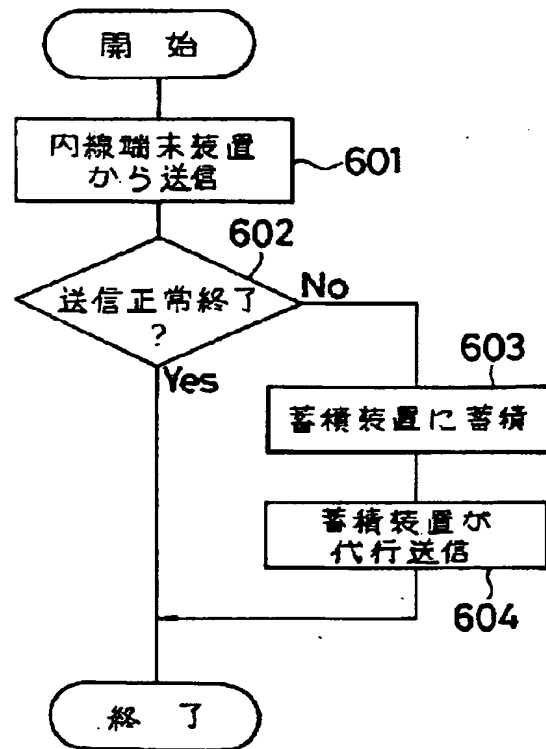 開 始
内線端末装置
から送信
601
602
送信正常終了
?
No
Yes
603
蓄積装置に蓄積
蓄積装置が
代行送信
604
終 了